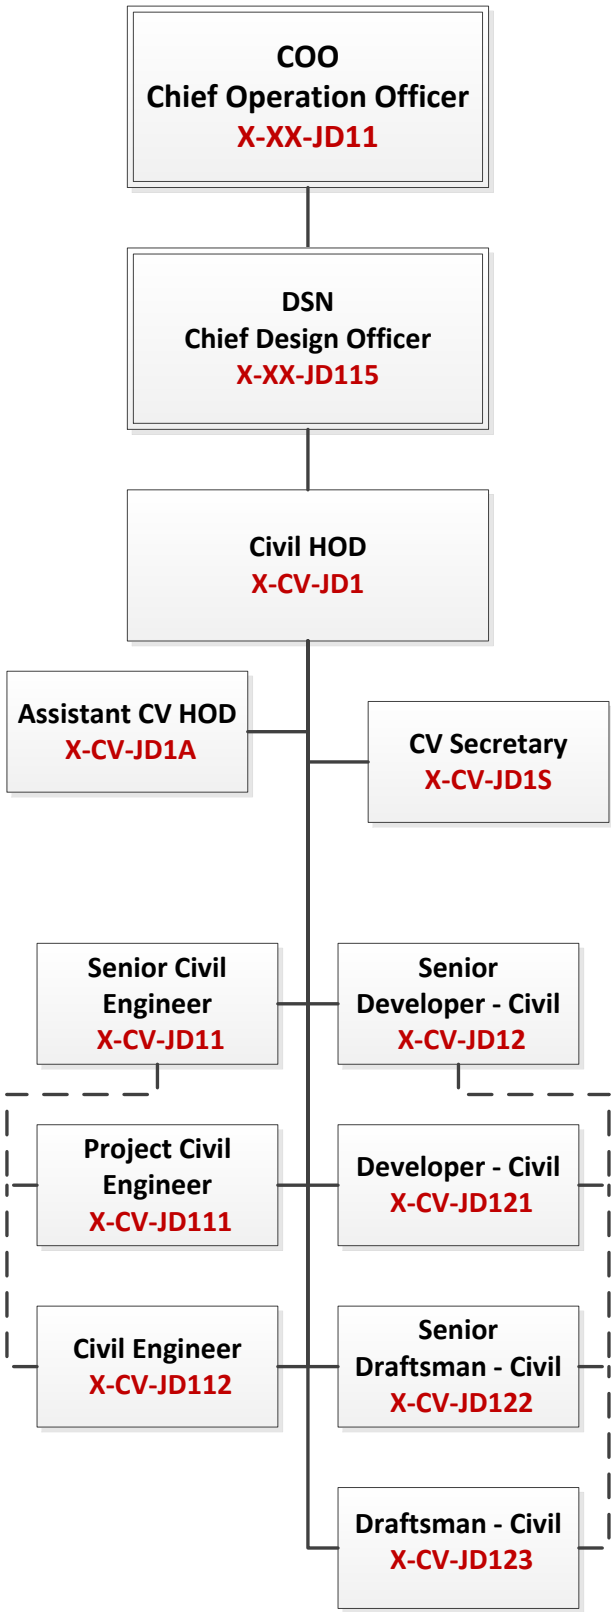 COO
Chief Operation Officer
X-XX-JD11
DSN
Chief Design Officer
X-XX-JD115
Civil HOD
X-CV-JD1
Assistant CV HOD
X-CV-JD1A
CV Secretary
X-CV-JD1S
Senior Civil
Engineer
X-CV-JD11
Senior
Developer - Civil
X-CV-JD12
Project Civil
Engineer
X-CV-JD111
Developer - Civil
X-CV-JD121
Civil Engineer
X-CV-JD112
Senior
Draftsman - Civil
X-CV-JD122
Draftsman - Civil
X-CV-JD123